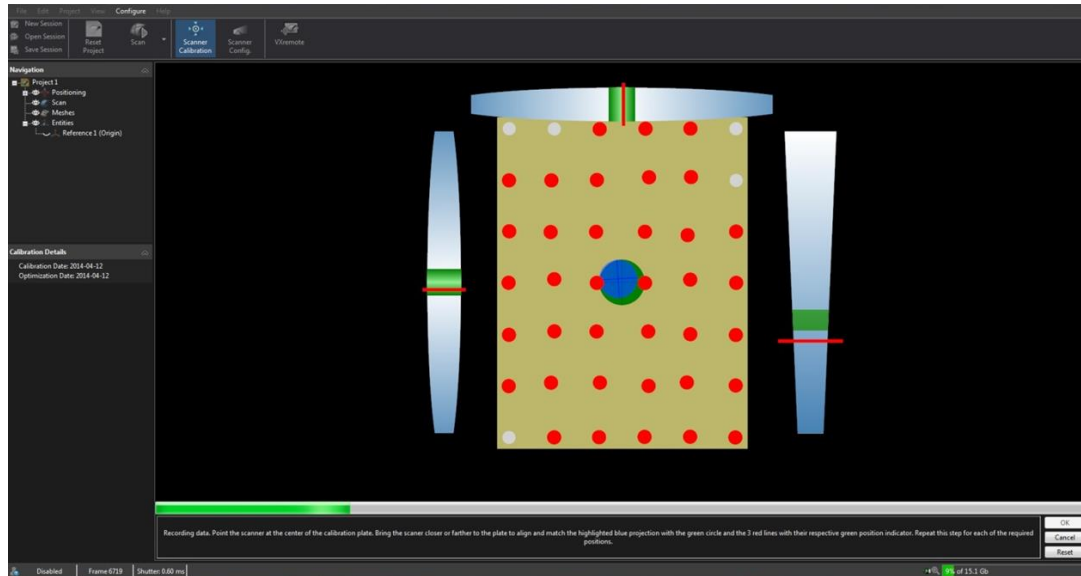 File Edit Project View Configure Help
New Session
Open Session
Save Session
Reset
Project
Scan
Scanner
Calibration
Scanner
Config.
VXremote
Navigation
Project 1
Positioning
Scan
Meshes
Entities
Reference 1 (Origin)
Calibration Details
Calibration Date: 2014-04-12
Optimization Date: 2014-04-12
Recording data. Point the scanner at the center of the calibration plate. Bring the scanner closer or farther to the plate to align and match the highlighted blue projection with the green circle and the 3 red lines with their respective green position indicator. Repeat this step for each of the required
positions.
OK
Cancel
Reset
Disabled Frame 6719 Shutter: 0.60 ms 9% of 15.1 Gb